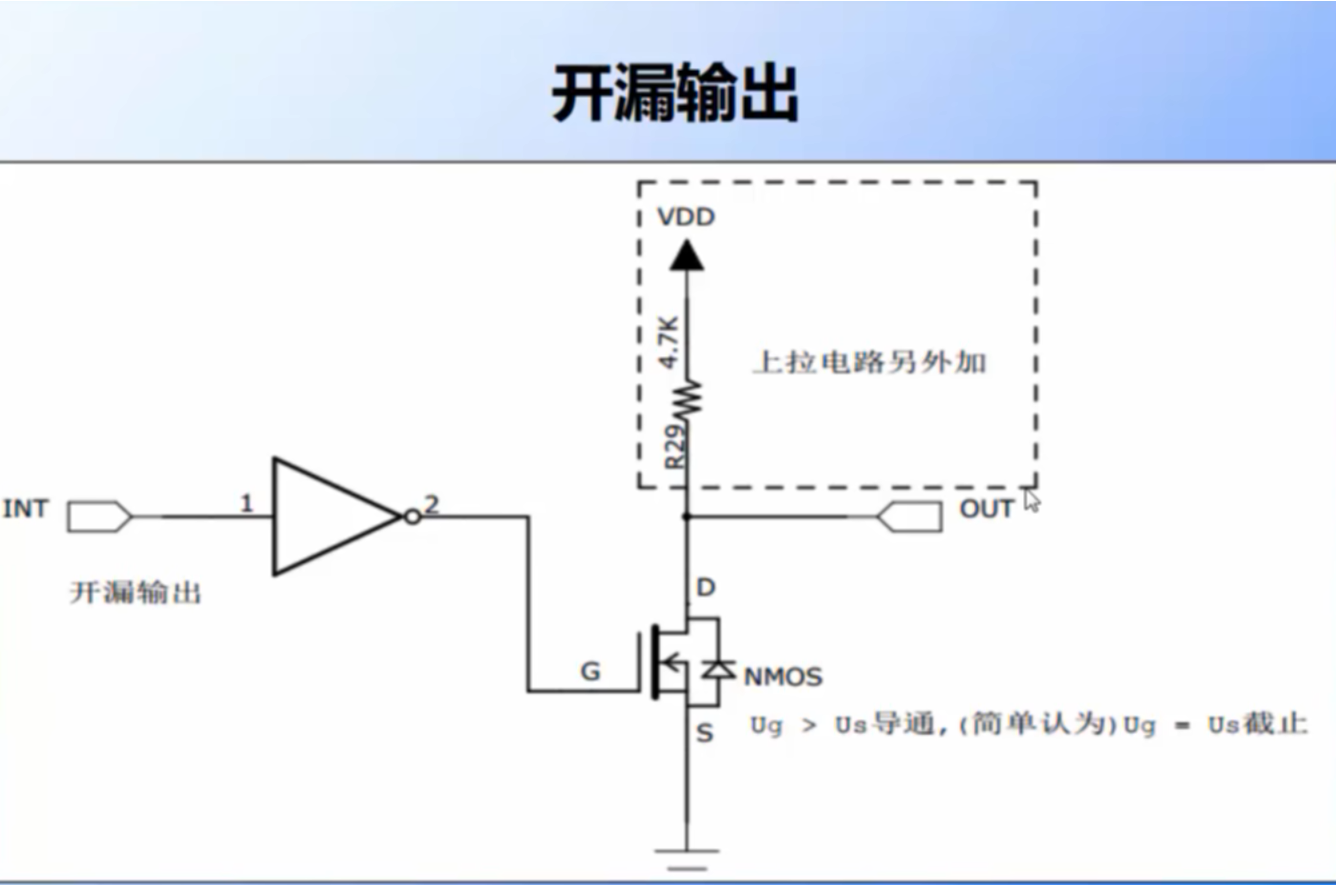 开漏输出
VDD
4.7K
上拉电路另外加
R29
INT
1
2
OUT
开漏输出
D
G
NMOS
S
Ug > Us导通,(简单认为)Ug = Us截止